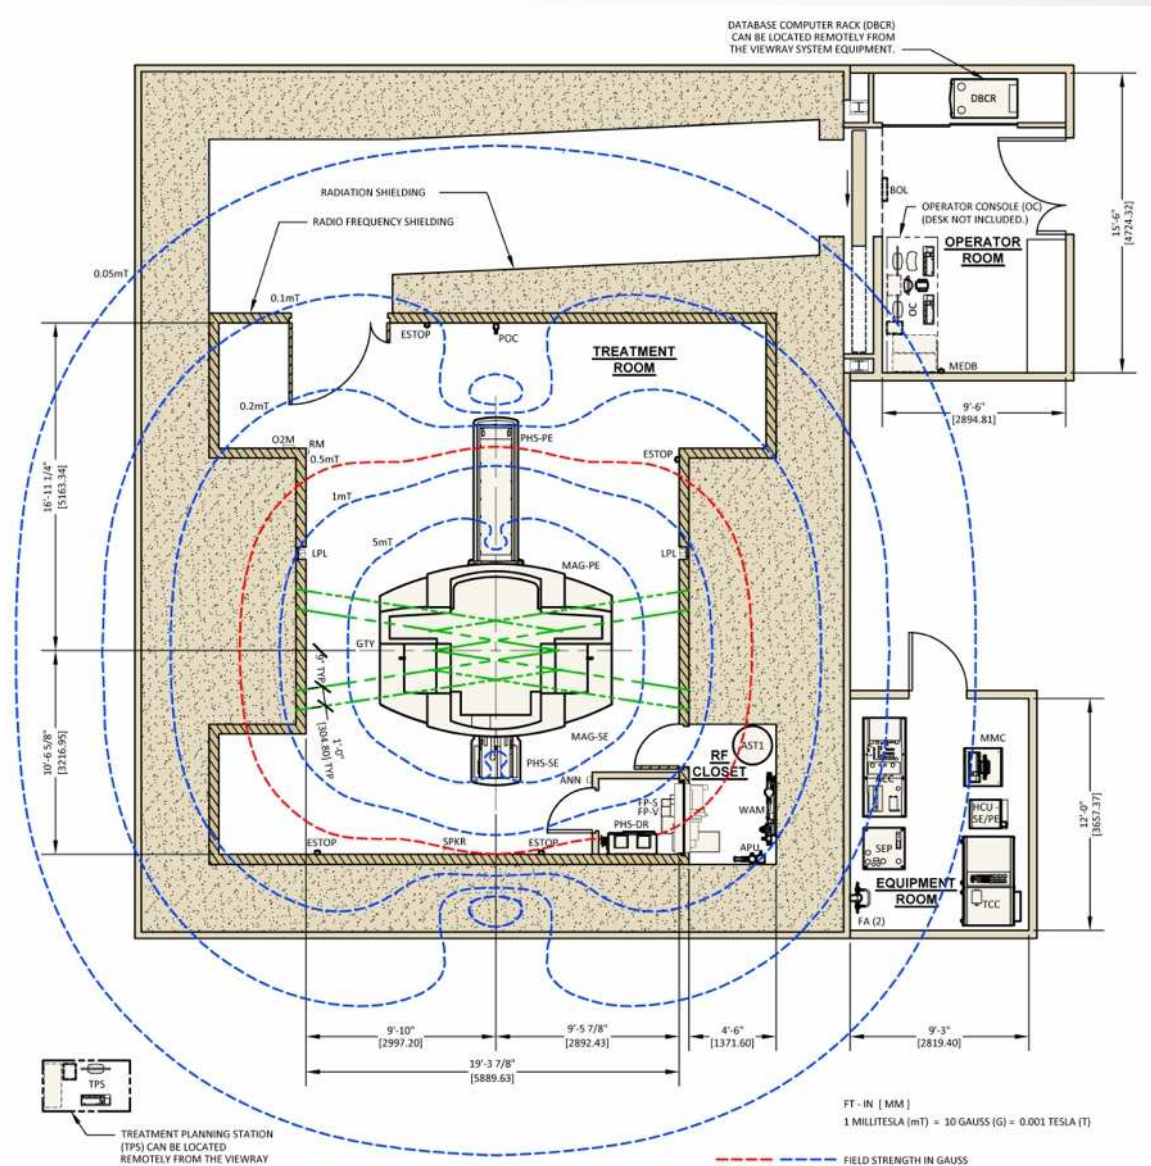 DATABASE COMPUTER RACK (DBCR)
CAN BE LOCATED REMOTELY FROM
THE VIEWRAY SYSTEM EQUIPMENT.
DBCR
RADIATION SHIELDING
RADIO FREQUENCY SHIELDING
BOL
OPERATOR CONSOLE (OC)
(DESK NOT INCLUDED.)
OPERATOR
ROOM
OC
MEDB
15'-6"
[4724.32]
9'-6"
[2894.81]
0.05mT
0.1mT
ESTOP
POC
TREATMENT
ROOM
0.2mT
O2M
RM
0.5mT
PHS-PE
ESTOP
1mT
16'-11 1/4"
[5163.34]
5mT
LPL
LPL
MAG-PE
GTY
9" TYP
1'-0"
[304.80] TYP
10'-6 5/8"
[3216.95]
MAG-SE
PHS-SE
ANN
RF
CLOSET
AST1
FP-S
FP-V
PHS-DR
WAM
APU
ESTOP
SPKR
ESTOP
ACC
MMC
HCU -
SE/PE
SEP
EQUIPMENT
ROOM
TCC
FA (2)
12'-0"
[3657.37]
9'-10"
[2997.20]
9'-5 7/8"
[2892.43]
4'-6"
[1371.60]
9'-3"
[2819.40]
19'-3 7/8"
[5889.63]
TPS
TREATMENT PLANNING STATION
(TPS) CAN BE LOCATED
REMOTELY FROM THE VIEWRAY
FT - IN [ MM ]
1 MILLITESLA (mT) = 10 GAUSS (G) = 0.001 TESLA (T)
FIELD STRENGTH IN GAUSS